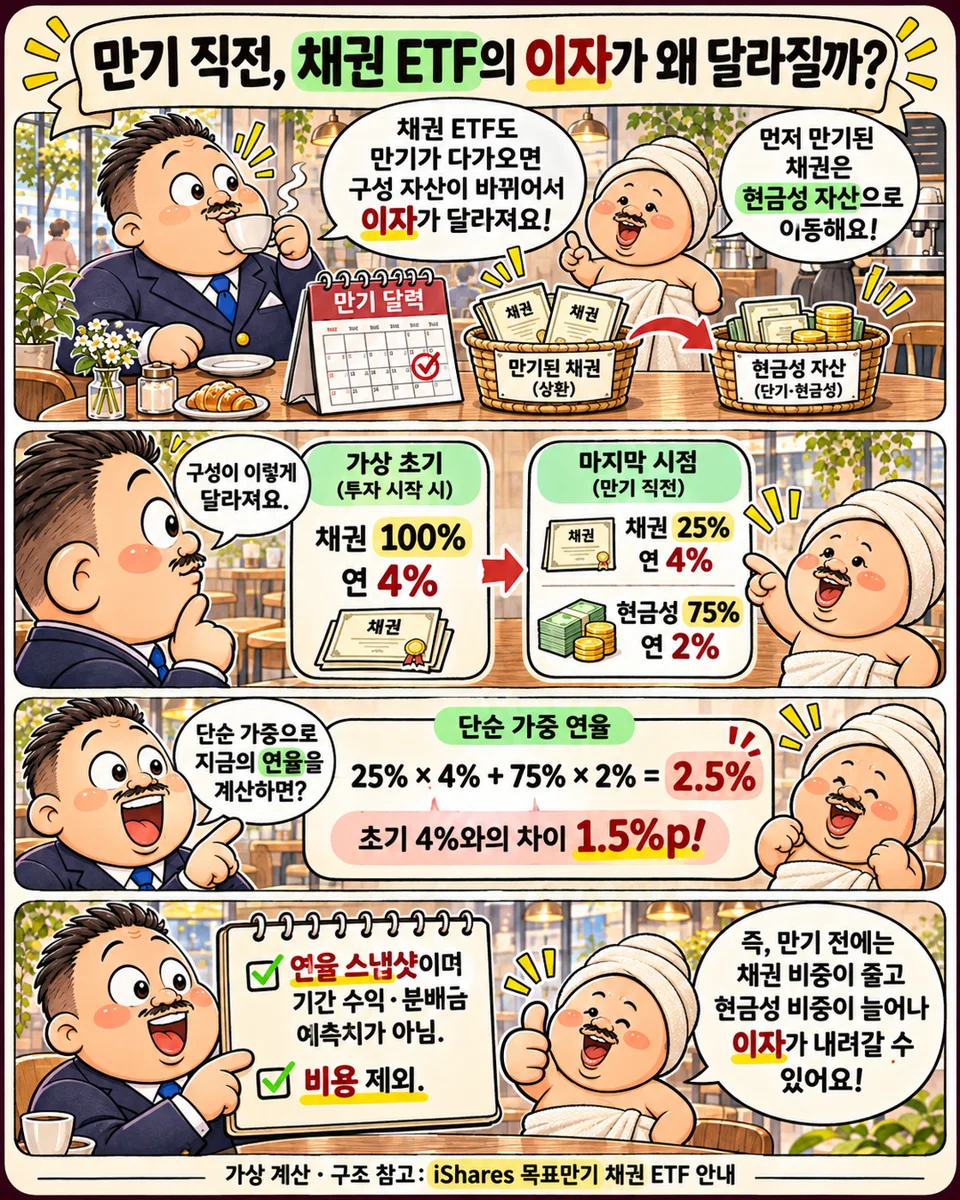 만기 직전, 채권 ETF의 이자가 왜 달라질까?
채권 ETF도
만기가 다가오면
구성 자산이 바뀌어서
이자가 달라져요!
먼저 만기된
채권은
현금성 자산으로
이동해요!
만기 달력
채권
채권
만기된 채권
(상환)
현금성 자산
(단기·현금성)
구성이 이렇게
달라져요.
가상 초기
(투자 시작 시)
채권 100%
연 4%
채권
마지막 시점
(만기 직전)
채권
채권 25%
연 4%
현금성 75%
연 2%
단순 가중으로
지금의 연율을
계산하면?
단순 가중 연율
25% × 4% + 75% × 2% = 2.5%
초기 4%와의 차이 1.5%p!
연율 스냅샷이며
기간 수익·분배금
예측치가 아님.
비용 제외.
즉, 만기 전에는
채권 비중이 줄고
현금성 비중이 늘어나
이자가 내려갈 수
있어요!
가상 계산 · 구조 참고: iShares 목표만기 채권 ETF 안내